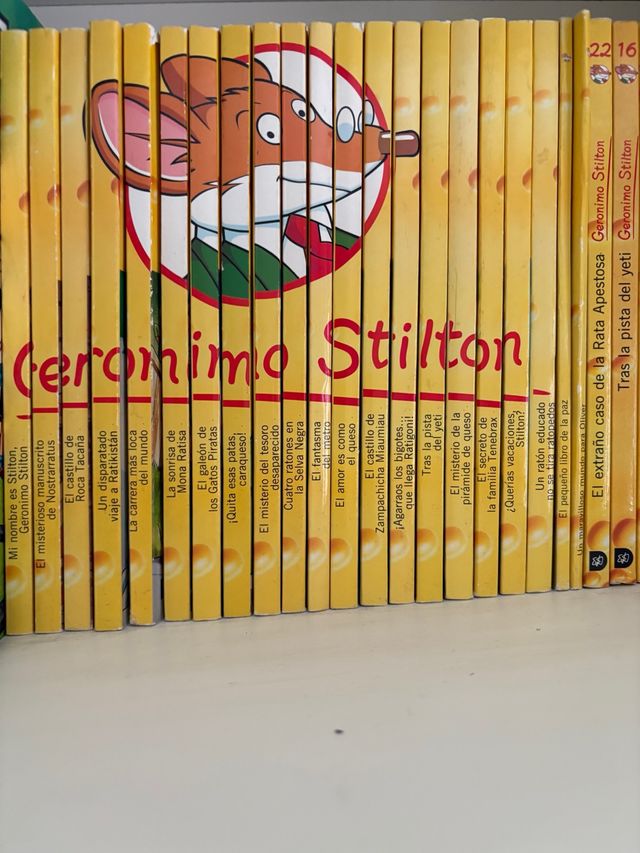 Geronimo Stilton
Mi nombre es Stilton,
Geronimo Stilton
El misterioso manuscrito
de Nostrarratus
El castillo de
Roca Tacaña
Un disparatado
viaje a Ratikistán
La carrera más loca
del mundo
La sonrisa de
Mona Ratisa
El galeón de
los Gatos Piratas
¡Quita esas patas,
caraqueso!
El misterio del tesoro
desaparecido
Cuatro ratones en
la Selva Negra
El fantasma
del metro
El amor es como
el queso
El castillo de
Zampachicha Miaumiau
¡Agarraos los bigotes...
que llega Ratigoni!
Tras la pista
del yeti
El misterio de la
pirámide de queso
El secreto de
la familia Tenebrax
¿Querías vacaciones,
Stilton?
Un ratón educado
no se tira ratopedos
El pequeño libro de la paz
Un maravilloso mundo para Oliver
22
Geronimo Stilton
El extraño caso de la Rata Apestosa
16
Geronimo Stilton
Tras la pista del yeti